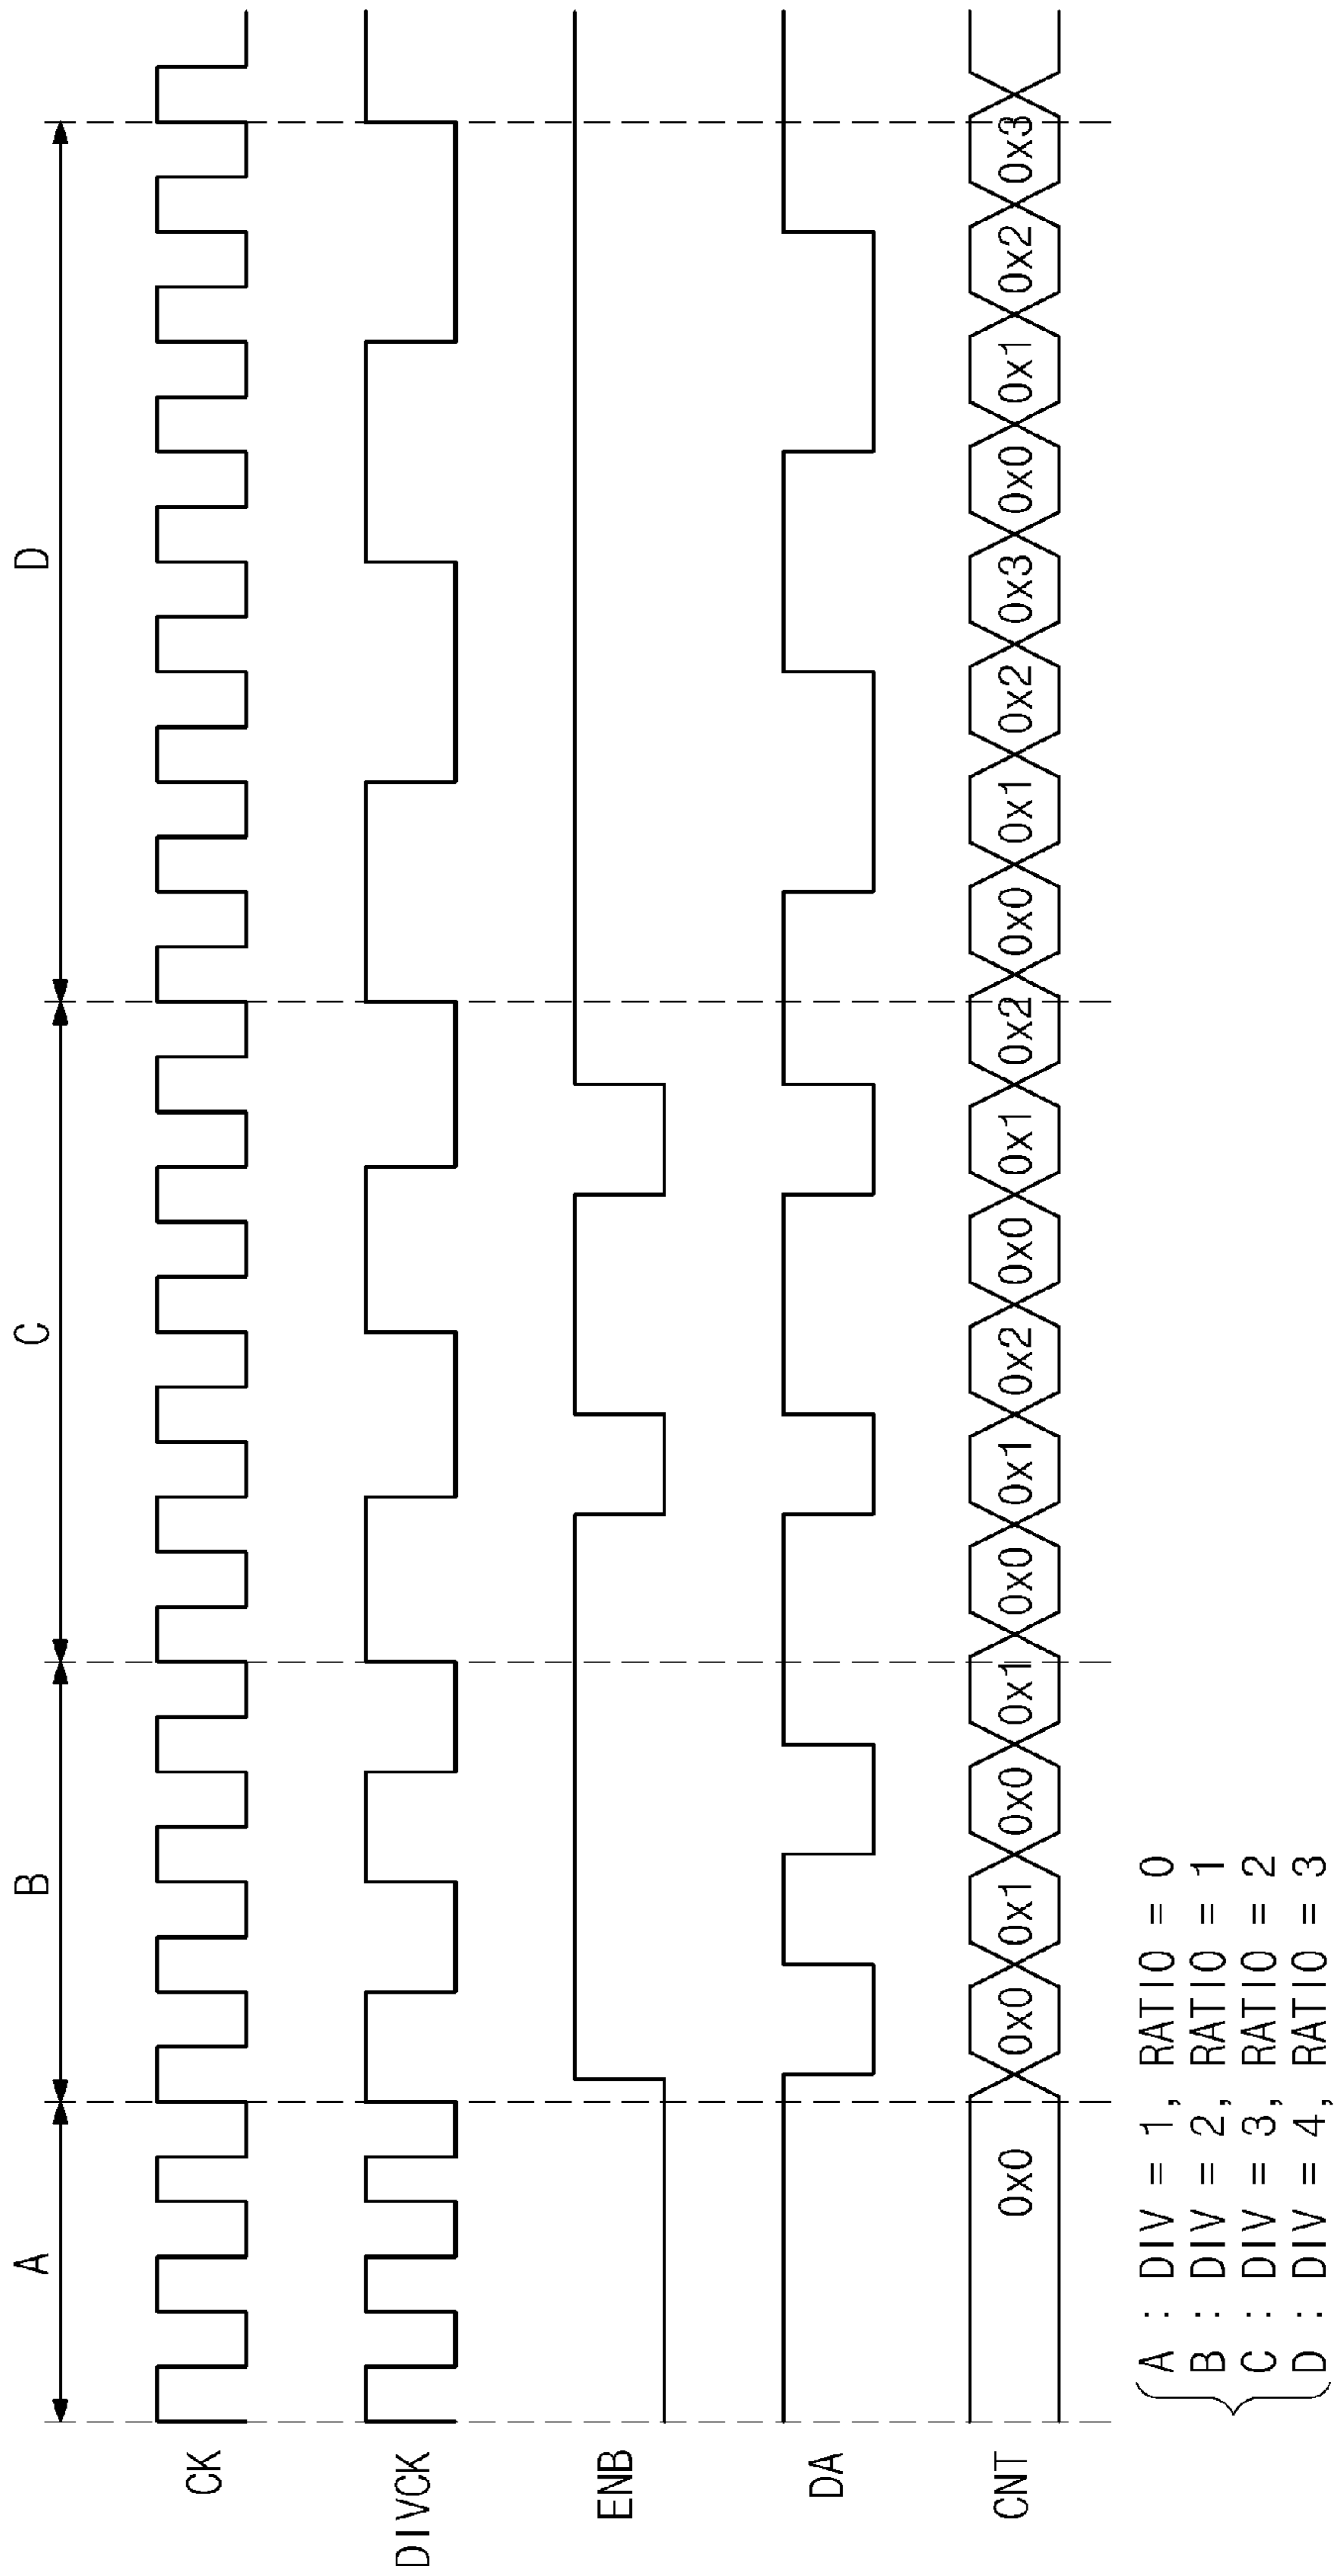 A B C D
CK
DIVCK
ENB
DA
CNT 0x0 0x0 0x1 0x0 0x1 0x0 0x1 0x2 0x0 0x1 0x2 0x0 0x1 0x2 0x3 0x0 0x1 0x2 0x3
A : DIV = 1, RATIO = 0
B : DIV = 2, RATIO = 1
C : DIV = 3, RATIO = 2
D : DIV = 4, RATIO = 3